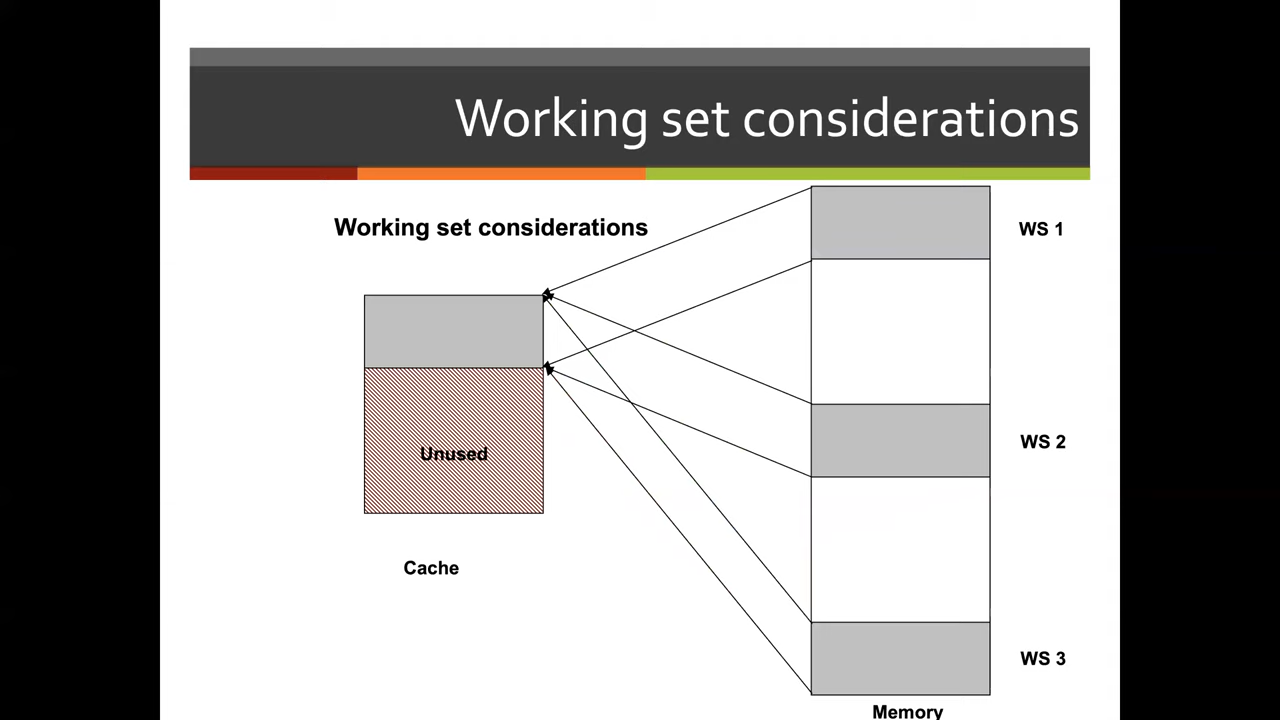 Working set considerations
Working set considerations
WS 1
WS 2
Unused
Cache
WS 3
Memory